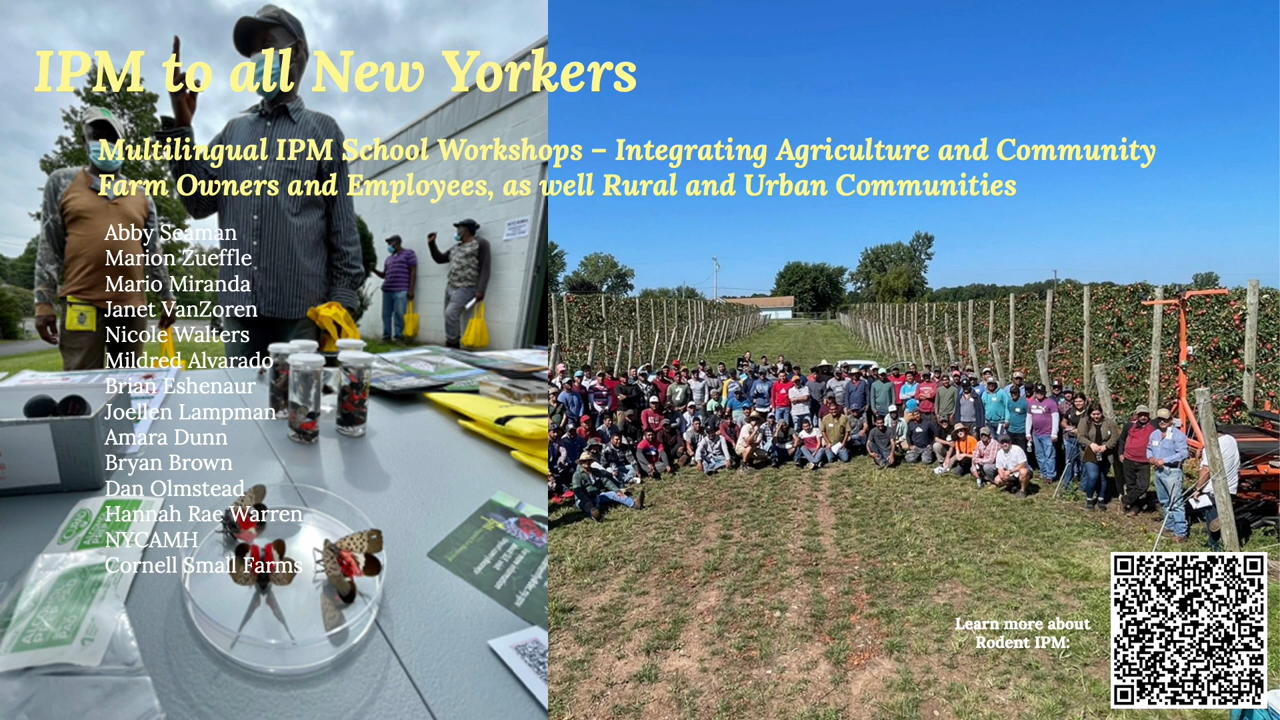 IPM to all New Yorkers
Multilingual IPM School Workshops – Integrating Agriculture and Community
Farm Owners and Employees, as well Rural and Urban Communities
Abby Seaman
Marion Zueffle
Mario Miranda
Janet VanZoren
Nicole Walters
Mildred Alvarado
Brian Eshenaur
Joellen Lampman
Amara Dunn
Bryan Brown
Dan Olmstead
Hannah Rae Warren
NYCAMH
Cornell Small Farms
Learn more about
Rodent IPM: